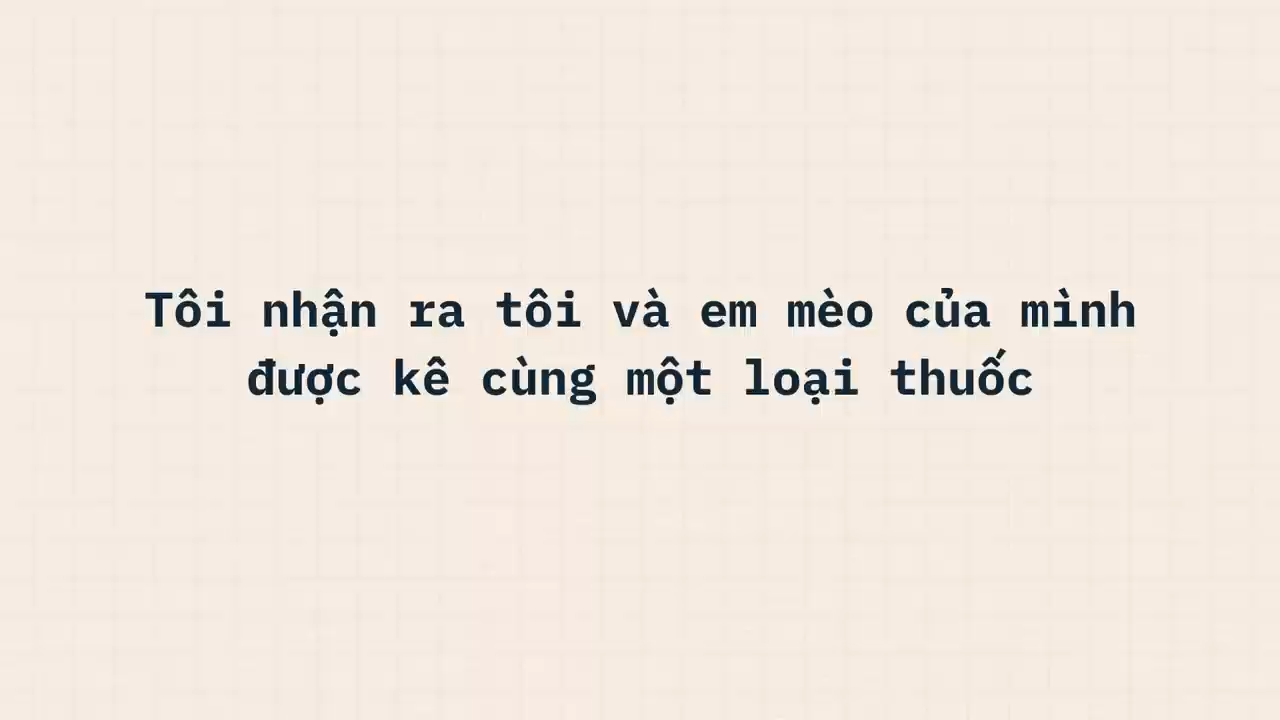 Tôi nhận ra tôi và em mèo của mình
được kê cùng một loại thuốc